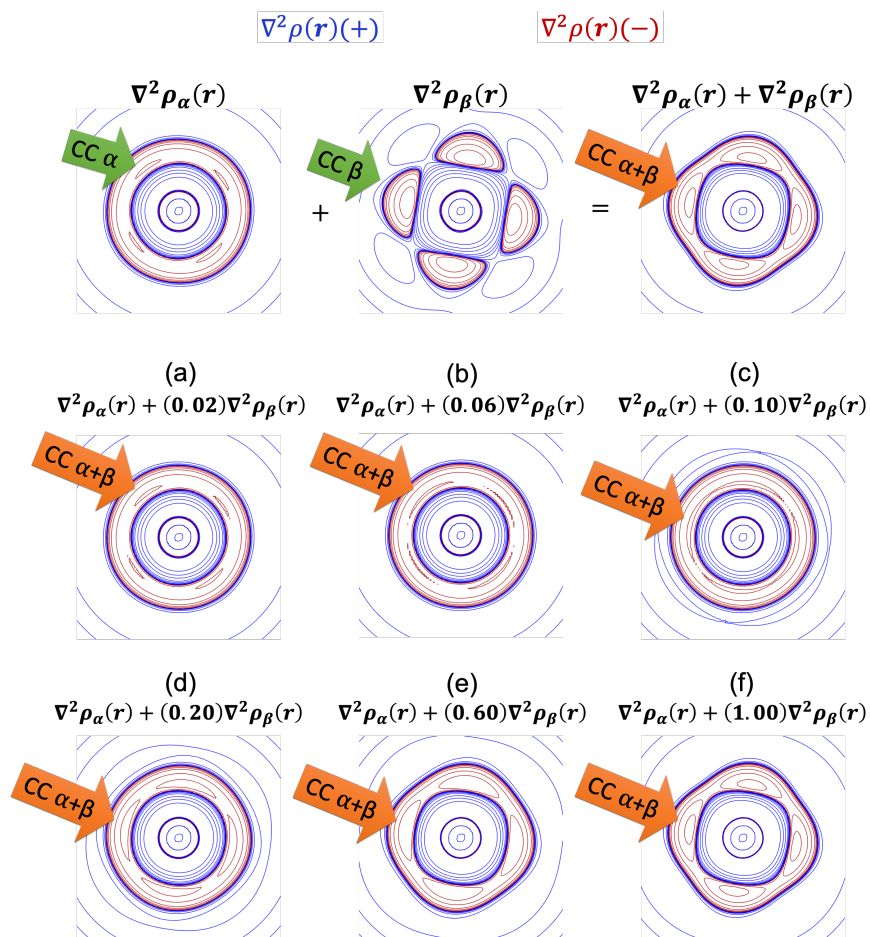 ∇²ρ(r)(+) ∇²ρ(r)(−)
∇²ρα(r) ∇²ρβ(r) ∇²ρα(r) + ∇²ρβ(r)
CC α CC β CC α+β
+ =
(a) (b) (c)
∇²ρα(r) + (0.02)∇²ρβ(r) ∇²ρα(r) + (0.06)∇²ρβ(r) ∇²ρα(r) + (0.10)∇²ρβ(r)
CC α+β CC α+β CC α+β
(d) (e) (f)
∇²ρα(r) + (0.20)∇²ρβ(r) ∇²ρα(r) + (0.60)∇²ρβ(r) ∇²ρα(r) + (1.00)∇²ρβ(r)
CC α+β CC α+β CC α+β